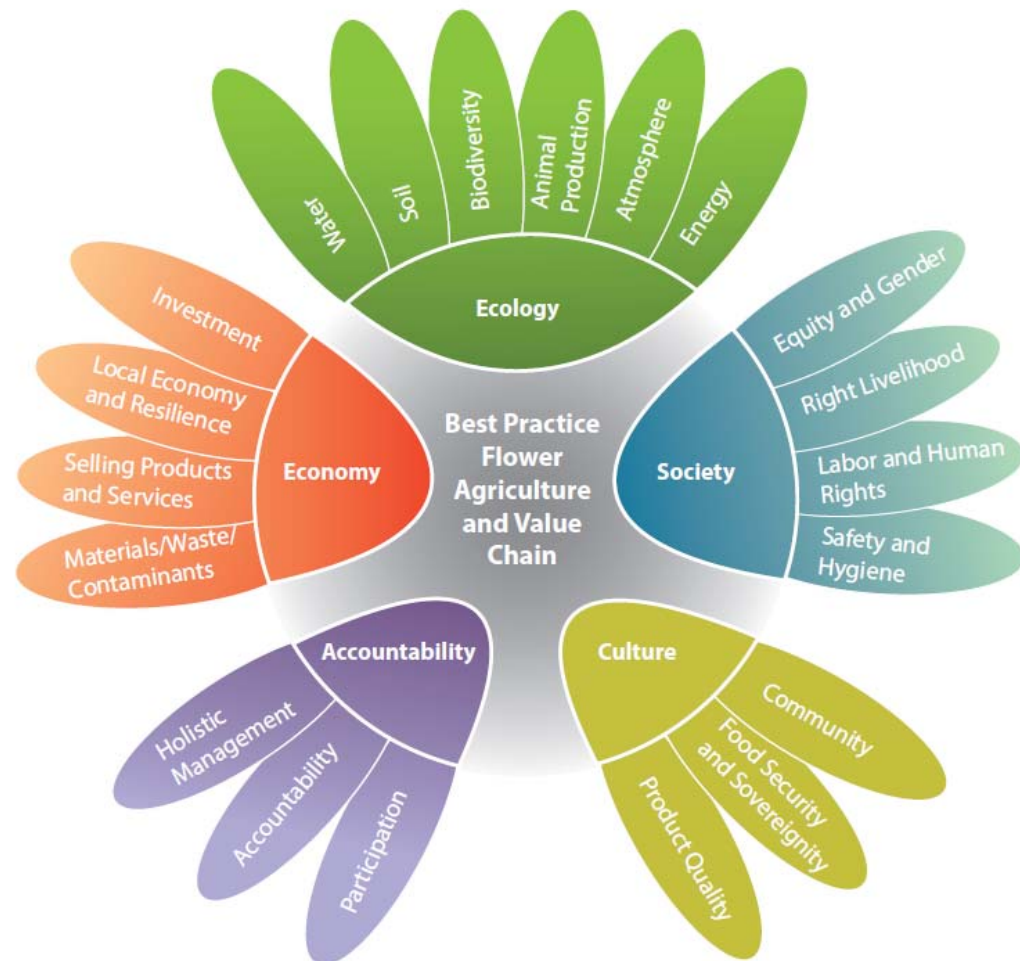 Water
Soil
Biodiversity
Animal
Production
Atmosphere
Energy
Ecology
Investment
Local Economy
and Resilience
Selling Products
and Services
Materials/Waste/
Contaminants
Economy
Best Practice
Flower
Agriculture
and Value
Chain
Society
Equity and Gender
Right Livelihood
Labor and Human
Rights
Safety and
Hygiene
Accountability
Holistic
Management
Accountability
Participation
Culture
Community
Food Security
and Sovereignity
Product Quality